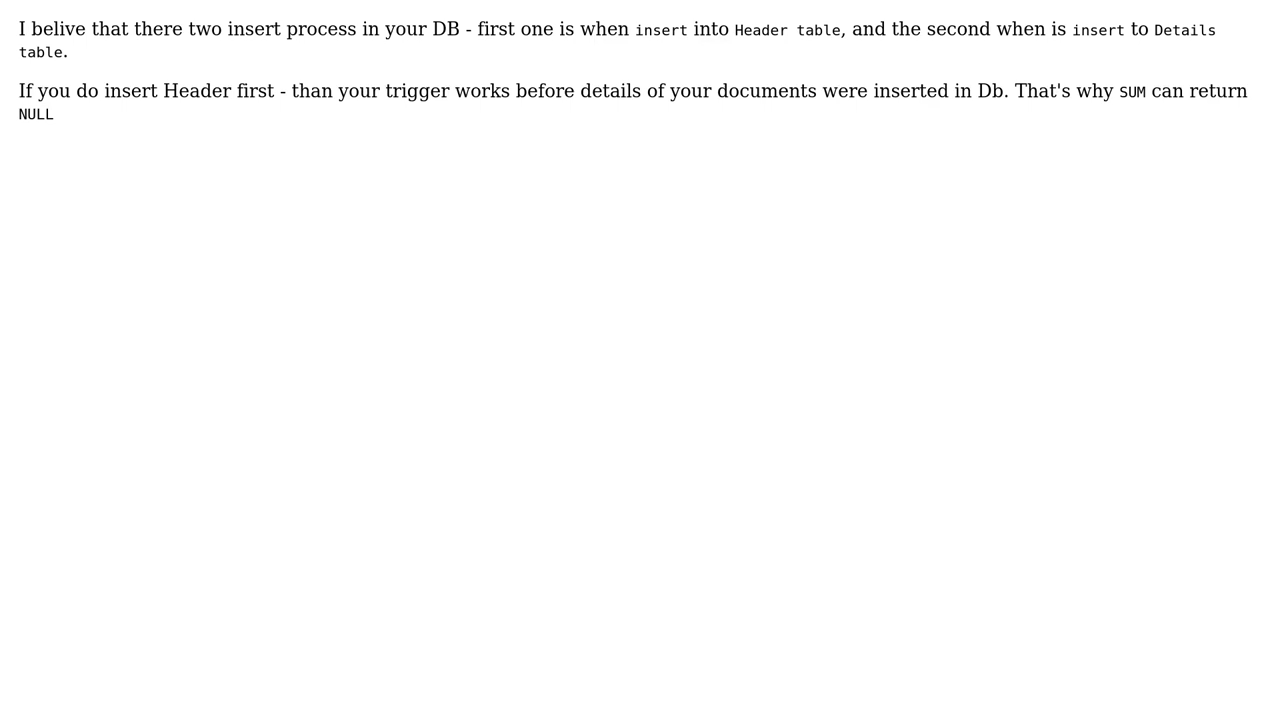 I belive that there two insert process in your DB - first one is when insert into Header table, and the second when is insert to Details
table.
If you do insert Header first - than your trigger works before details of your documents were inserted in Db. That's why SUM can return
NULL